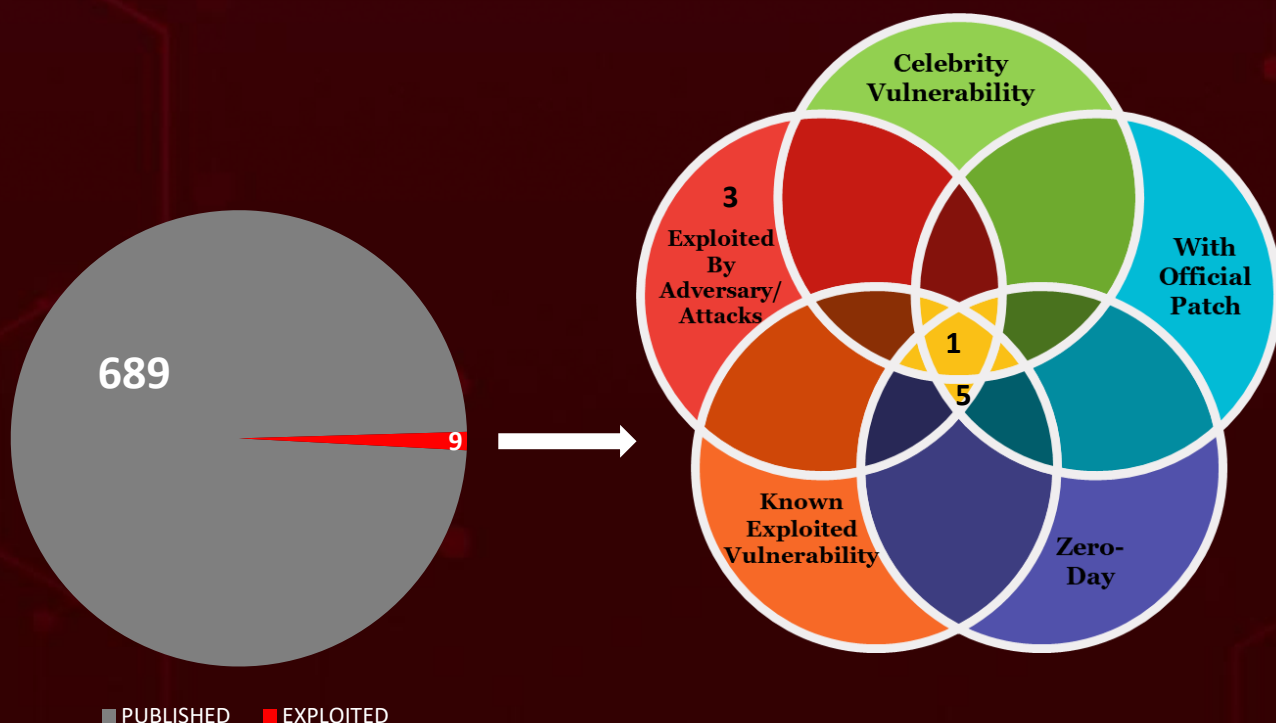 689
9
PUBLISHED
EXPLOITED
Celebrity
Vulnerability
3
Exploited
By
Adversary/
Attacks
With
Official
Patch
1
5
Known
Exploited
Vulnerability
Zero-
Day